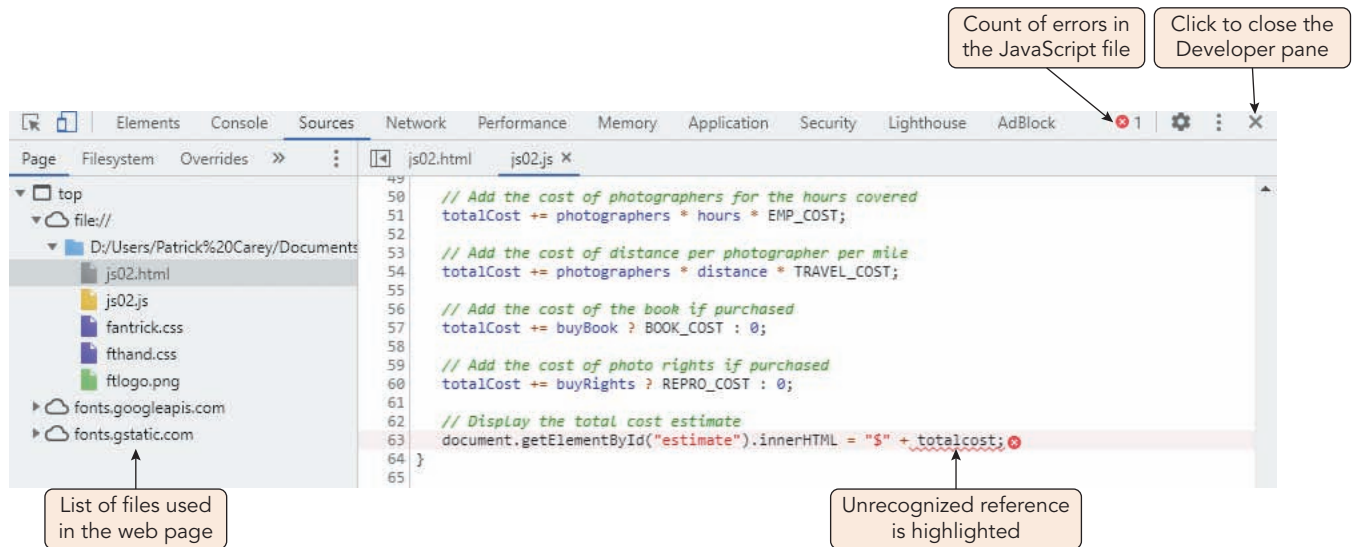 Count of errors in
the JavaScript file
Click to close the
Developer pane
Elements Console Sources Network Performance Memory Application Security Lighthouse AdBlock 1
Page Filesystem Overrides » js02.html js02.js ×
top
file://
D:/Users/Patrick%20Carey/Documents
js02.html
js02.js
fantrick.css
fthand.css
ftlogo.png
fonts.googleapis.com
fonts.gstatic.com
49
50 // Add the cost of photographers for the hours covered
51 totalCost += photographers * hours * EMP_COST;
52
53 // Add the cost of distance per photographer per mile
54 totalCost += photographers * distance * TRAVEL_COST;
55
56 // Add the cost of the book if purchased
57 totalCost += buyBook ? BOOK_COST : 0;
58
59 // Add the cost of photo rights if purchased
60 totalCost += buyRights ? REPRO_COST : 0;
61
62 // Display the total cost estimate
63 document.getElementById("estimate").innerHTML = "$" + totalcost;
64 }
65
List of files used
in the web page
Unrecognized reference
is highlighted